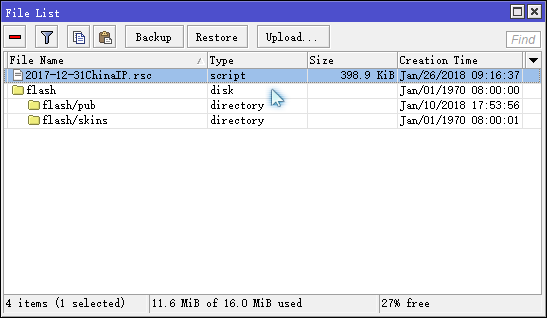 File List
Backup Restore Upload... Find
File Name Type Size Creation Time
2017-12-31ChinaIP.rsc script 398.9 KiB Jan/26/2018 09:16:37
flash disk Jan/01/1970 08:00:00
flash/pub directory Jan/10/2018 17:53:56
flash/skins directory Jan/01/1970 08:00:01
4 items (1 selected) 11.6 MiB of 16.0 MiB used 27% free